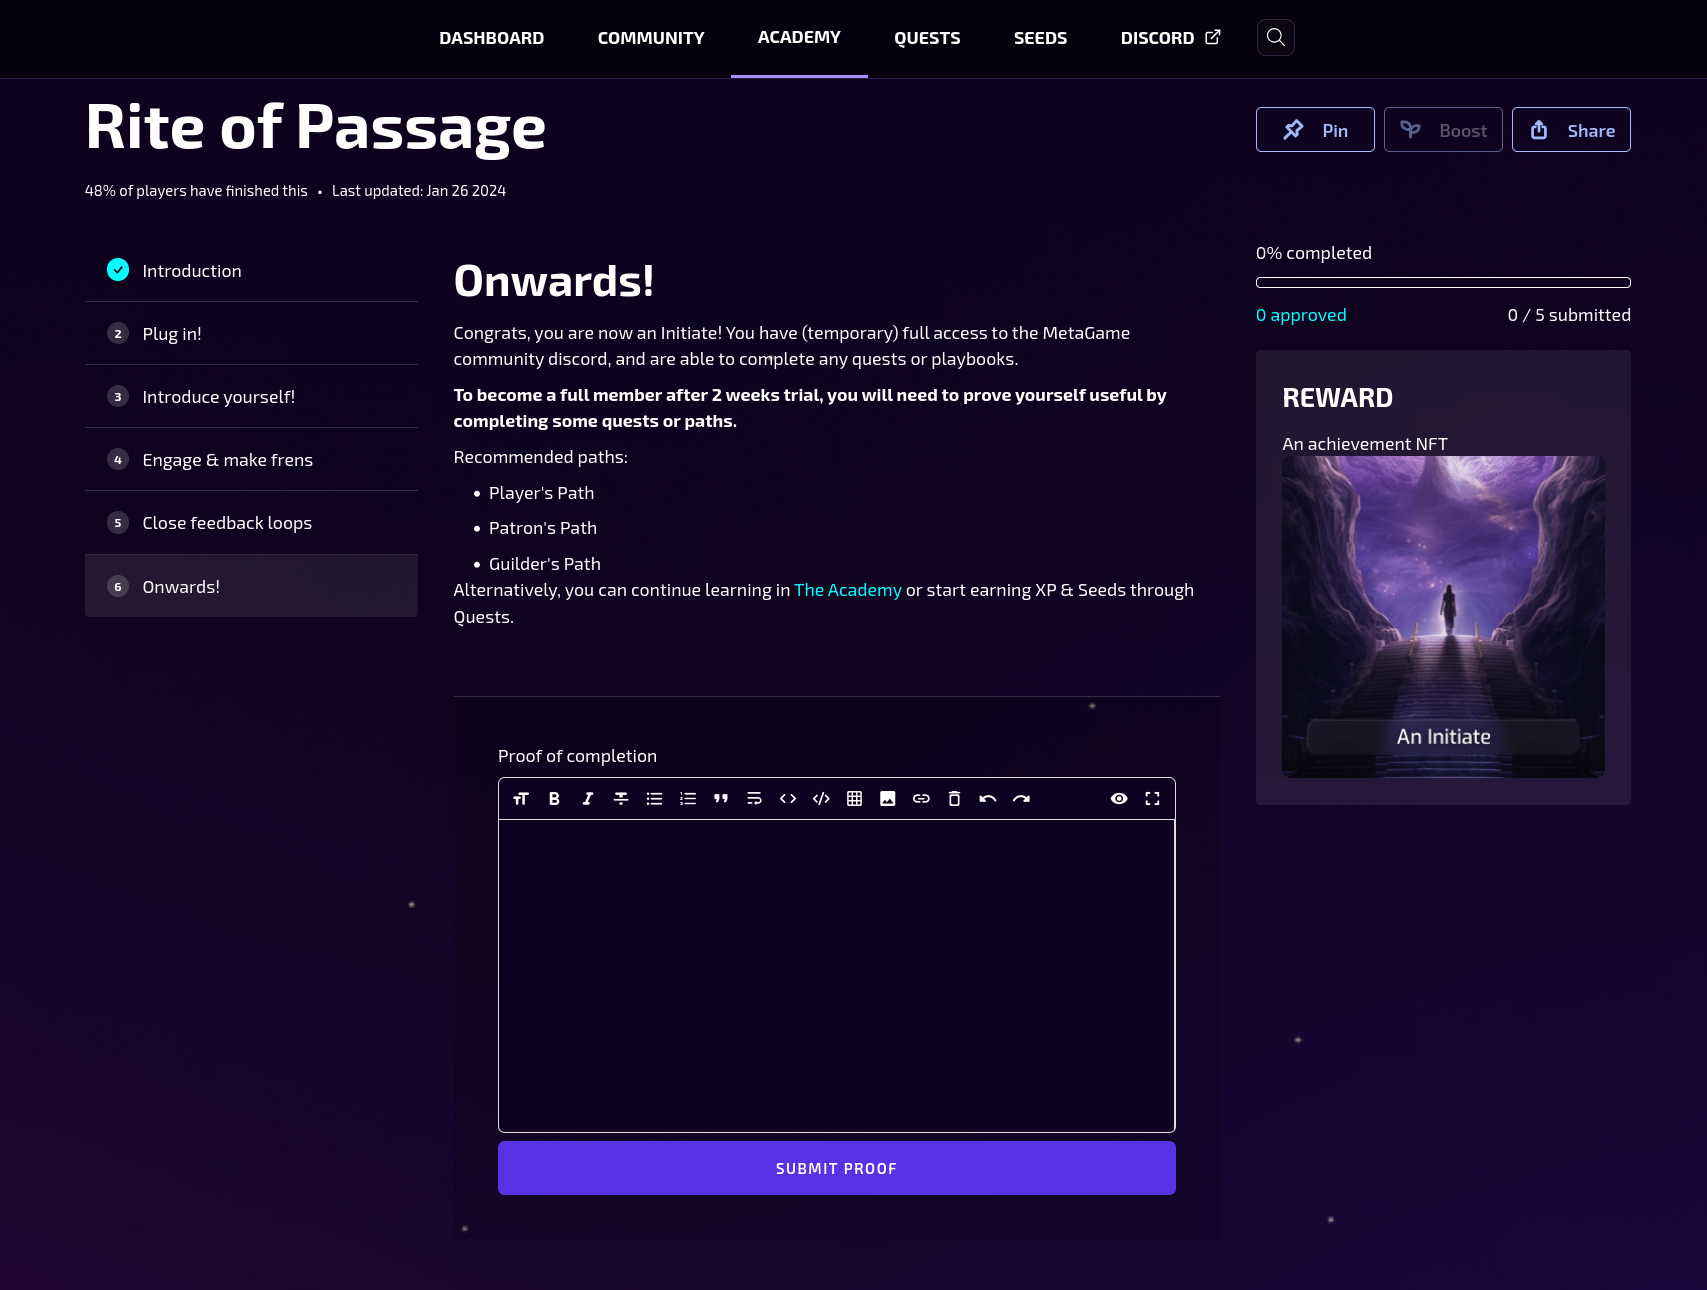 DASHBOARD COMMUNITY ACADEMY QUESTS SEEDS DISCORD
Rite of Passage
Pin Boost Share
48% of players have finished this • Last updated: Jan 26 2024
Introduction
2 Plug in!
3 Introduce yourself!
4 Engage & make frens
5 Close feedback loops
6 Onwards!
Onwards!
Congrats, you are now an Initiate! You have (temporary) full access to the MetaGame
community discord, and are able to complete any quests or playbooks.
To become a full member after 2 weeks trial, you will need to prove yourself useful by
completing some quests or paths.
Recommended paths:
• Player's Path
• Patron's Path
• Guilder's Path
Alternatively, you can continue learning in The Academy or start earning XP & Seeds through
Quests.
Proof of completion
SUBMIT PROOF
0% completed
0 approved 0 / 5 submitted
REWARD
An achievement NFT
An Initiate